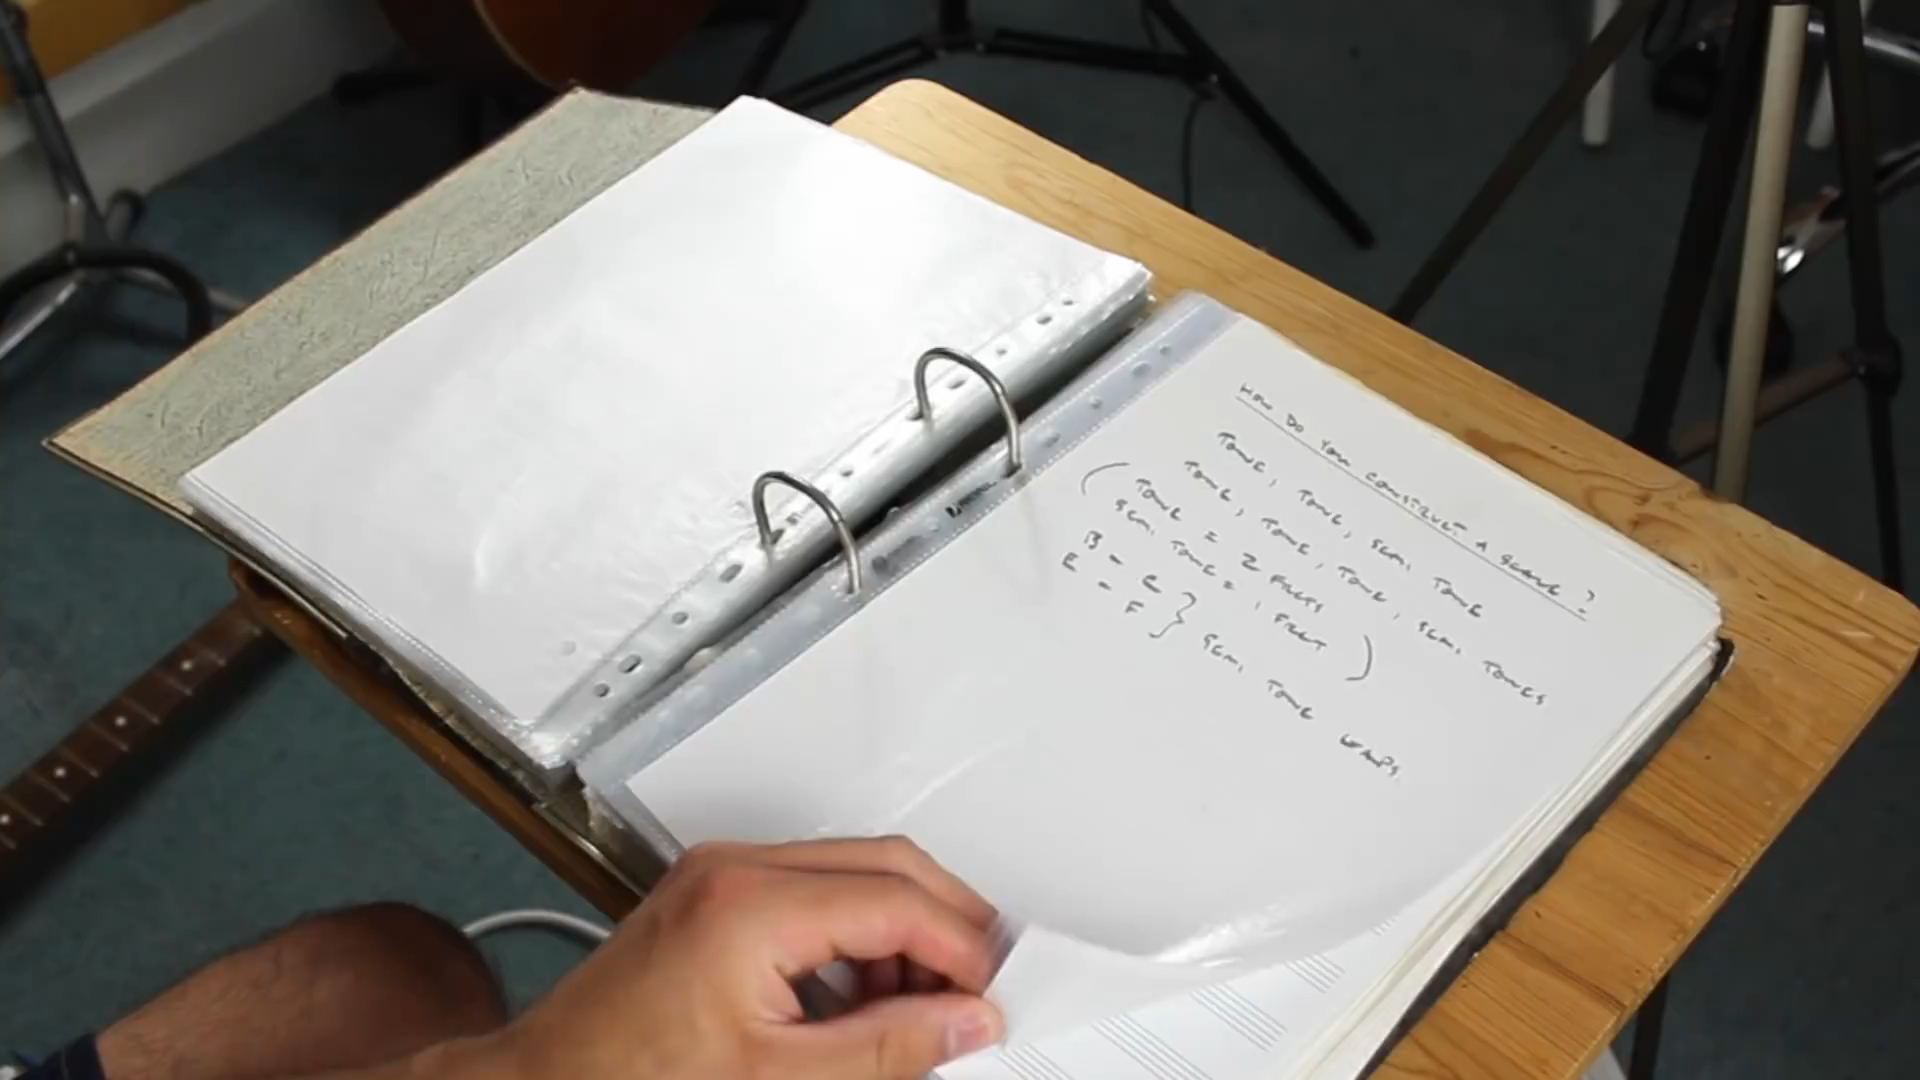 HOW DO YOU CONSTRUCT A SCALE?
TONE, TONE, SEMI TONE
TONE, TONE, TONE, SEMI TONES
( TONE = 2 FRETS
SEMI TONE = 1 FRET )
B - C }
E - F } SEMI TONE LEAPS